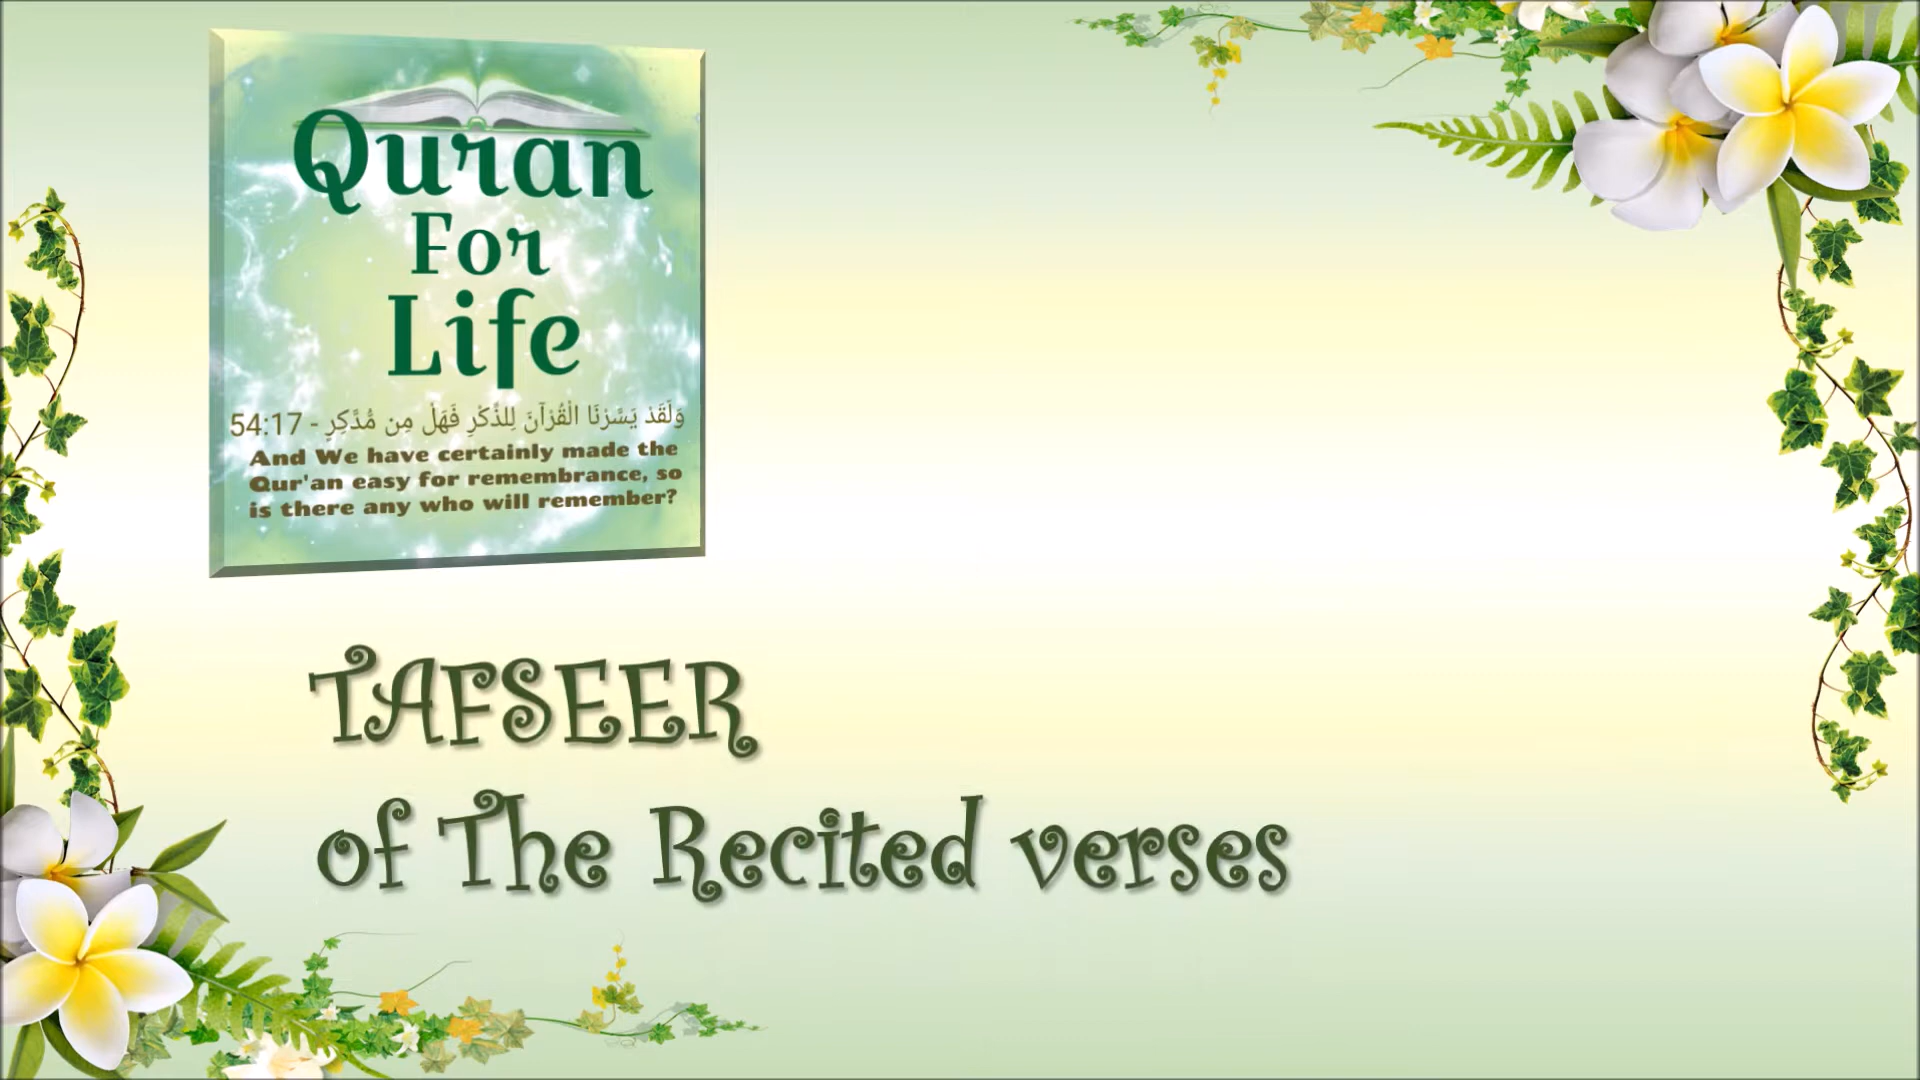 Quran
For
Life
وَلَقَدْ يَسَّرْنَا الْقُرْآنَ لِلذِّكْرِ فَهَلْ مِن مُّدَّكِرٍ - 54:17
And We have certainly made the
Qur'an easy for remembrance, so
is there any who will remember?
TAFSEER
of The Recited verses